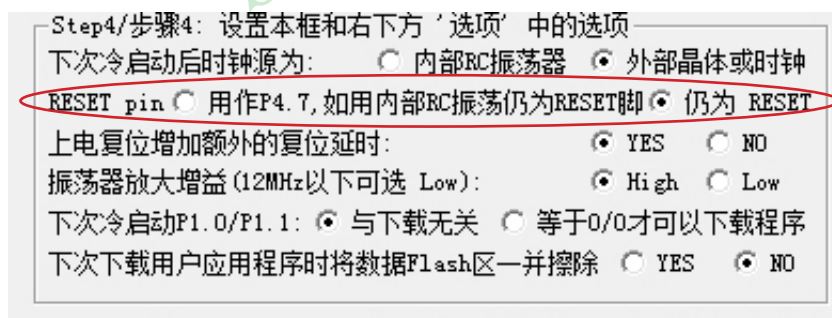 Step4/步骤4: 设置本框和右下方 '选项' 中的选项
下次冷启动后时钟源为: 内部RC振荡器 外部晶体或时钟
RESET pin 用作P4.7,如用内部RC振荡仍为RESET脚 仍为 RESET
上电复位增加额外的复位延时: YES NO
振荡器放大增益(12MHz以下可选 Low): High Low
下次冷启动P1.0/P1.1: 与下载无关 等于0/0才可以下载程序
下次下载用户应用程序时将数据Flash区一并擦除 YES NO